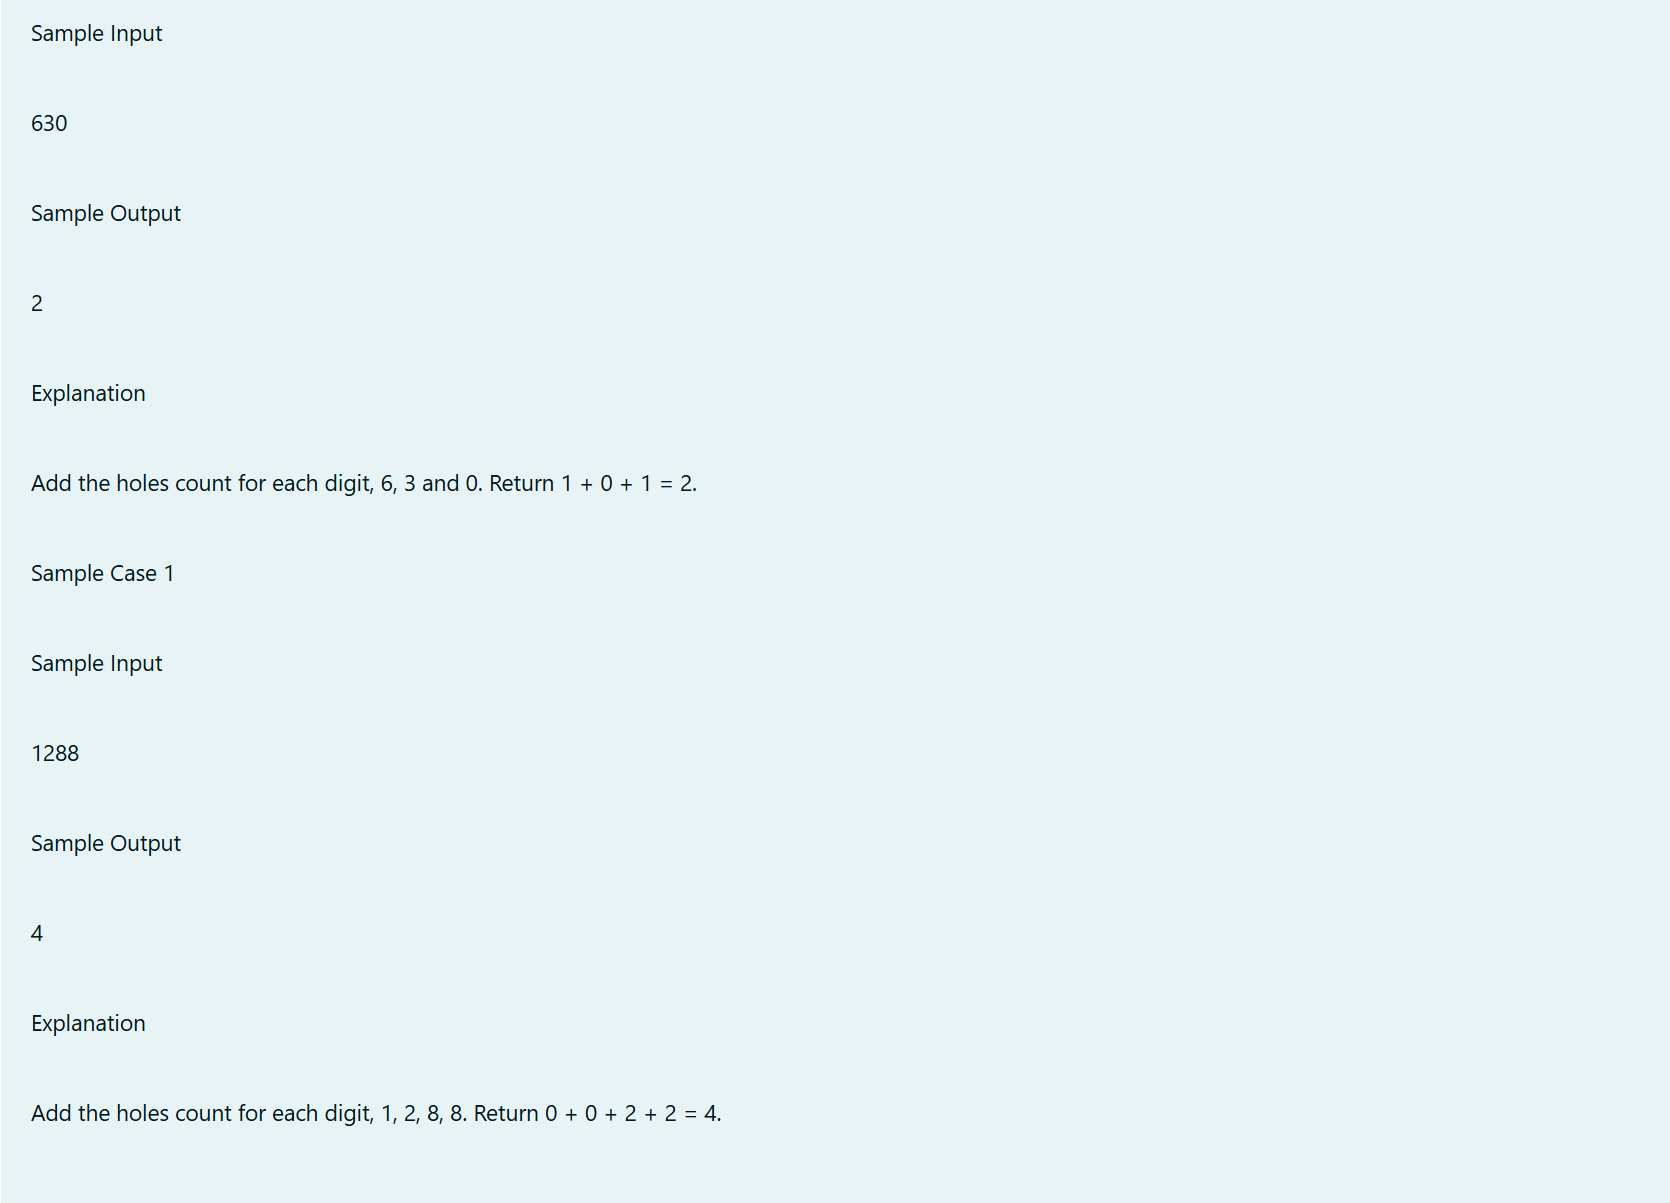 Sample Input
630
Sample Output
2
Explanation
Add the holes count for each digit, 6, 3 and 0. Return 1 + 0 + 1 = 2.
Sample Case 1
Sample Input
1288
Sample Output
4
Explanation
Add the holes count for each digit, 1, 2, 8, 8. Return 0 + 0 + 2 + 2 = 4.